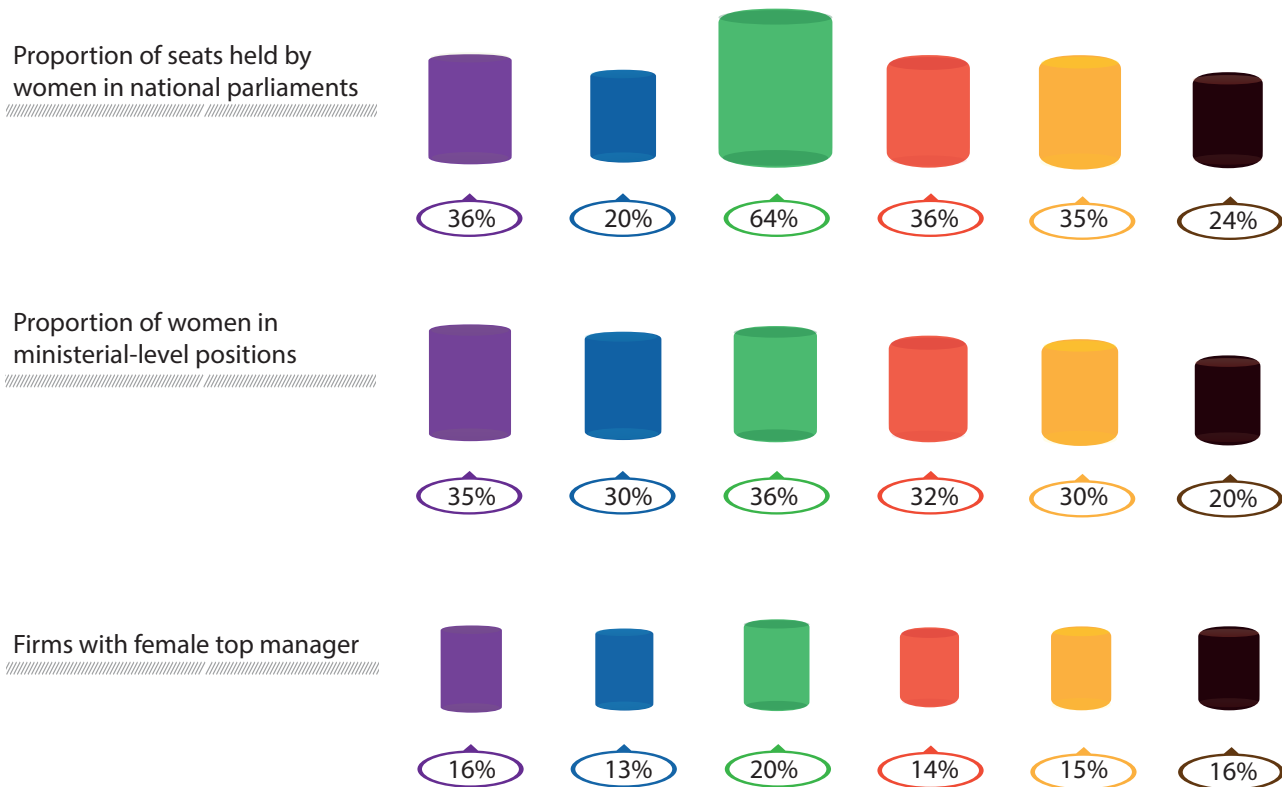 Proportion of seats held by
women in national parliaments
36% 20% 64% 36% 35% 24%
Proportion of women in
ministerial-level positions
35% 30% 36% 32% 30% 20%
Firms with female top manager
16% 13% 20% 14% 15% 16%